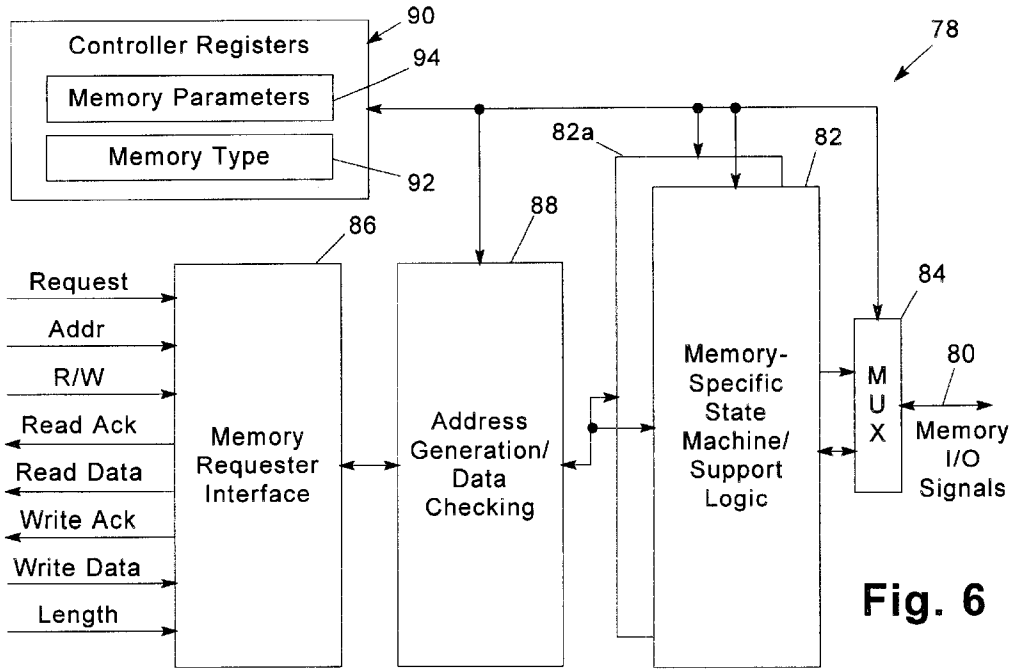 90
Controller Registers
94
Memory Parameters
Memory Type
92
78
82a
82
86
88
84
80
Request
Addr
R/W
Read Ack
Read Data
Write Ack
Write Data
Length
Memory
Requester
Interface
Address
Generation/
Data
Checking
Memory-
Specific
State
Machine/
Support
Logic
M
U
X
Memory
I/O
Signals
Fig. 6